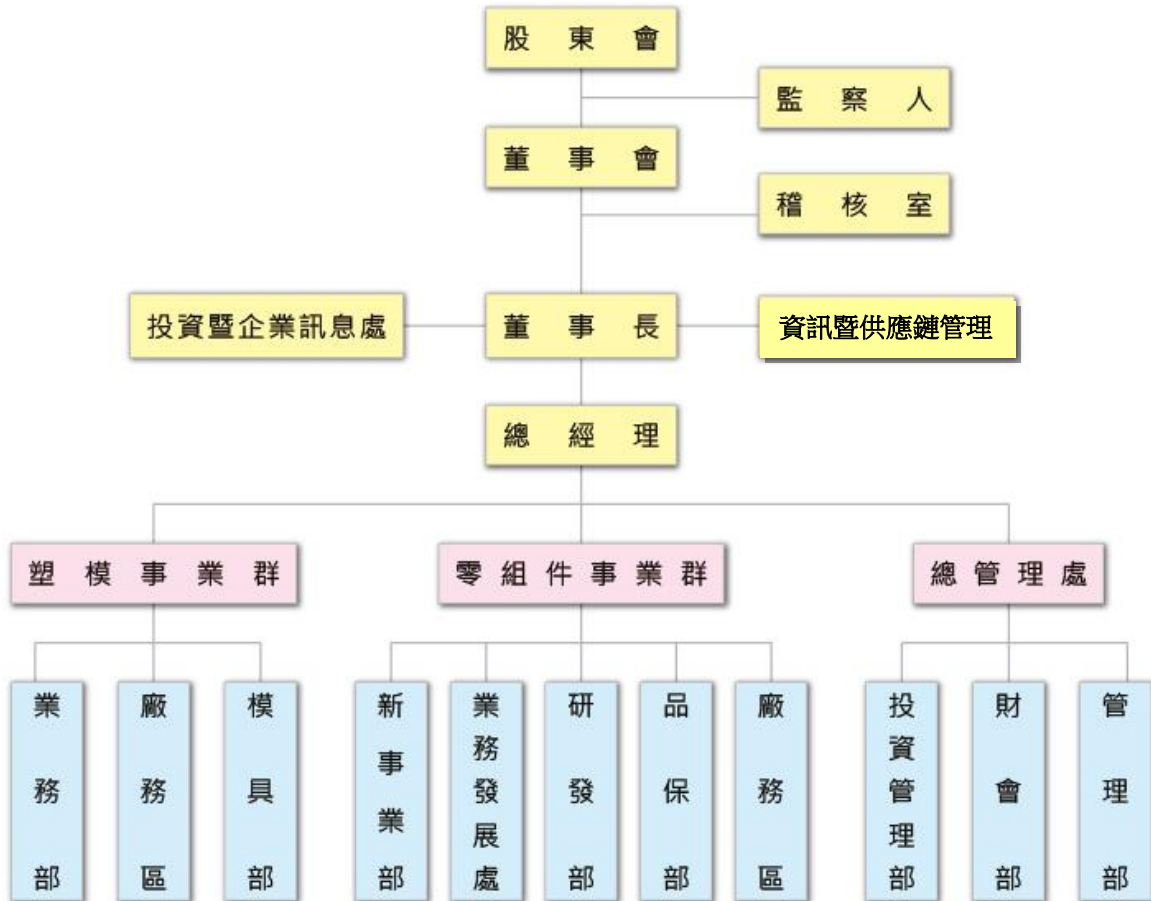 股東會
監察人
董事會
稽核室
投資暨企業訊息處
董事長
資訊暨供應鏈管理
總經理
塑模事業群
零組件事業群
總管理處
業務部
廠務區
模具部
新事業部
業務發展處
研發部
品保部
廠務區
投資管理部
財會部
管理部